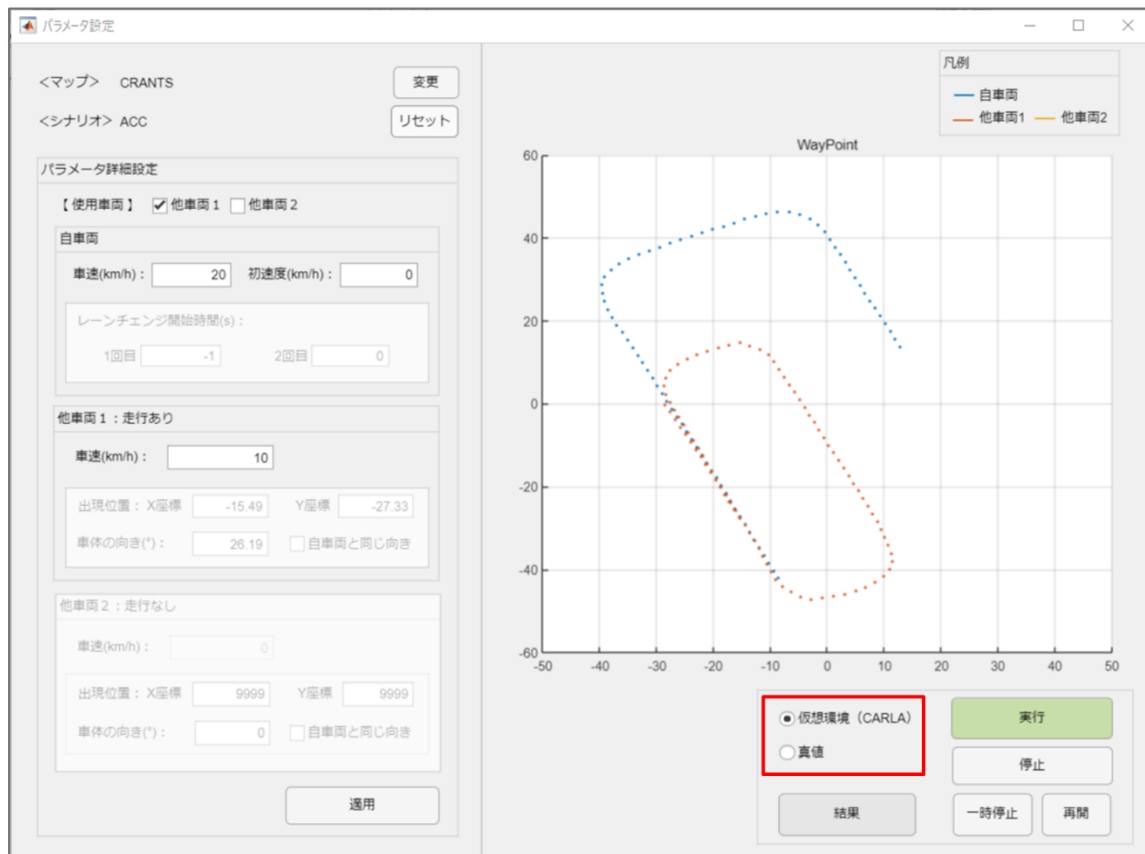 パラメータ設定
<マップ> CRANTS 変更
<シナリオ> ACC リセット
パラメータ詳細設定
【 使用車両 】 他車両 1 他車両 2
自車両
車速(km/h) : 20 初速度(km/h) : 0
レーンチェンジ開始時間(s) :
1回目 -1 2回目 0
他車両 1 : 走行あり
車速(km/h) : 10
出現位置 : X座標 -15.49 Y座標 -27.33
車体の向き(°) : 26.19 自車両と同じ向き
他車両 2 : 走行なし
車速(km/h) : 0
出現位置 : X座標 9999 Y座標 9999
車体の向き(°) : 0 自車両と同じ向き
適用
凡例
自車両
他車両1 他車両2
WayPoint
60
40
20
0
-20
-40
-60
-50 -40 -30 -20 -10 0 10 20 30 40 50
仮想環境（CARLA）
真値
実行
停止
結果
一時停止
再開